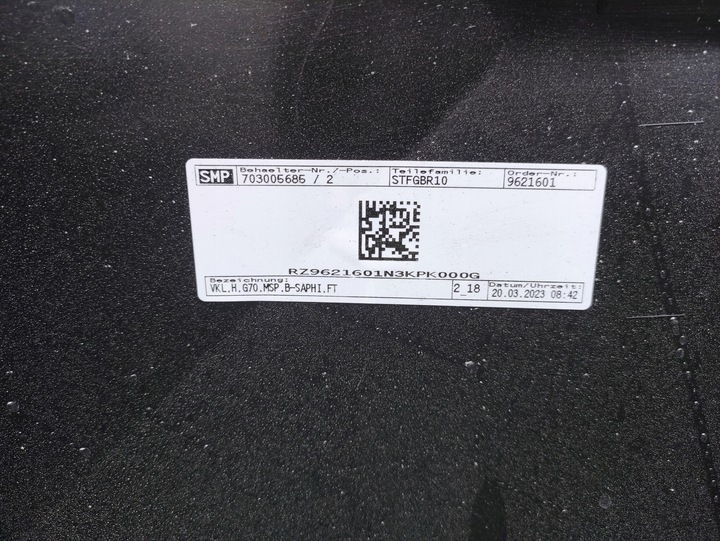 SMP
Behaelter-Nr./-Pos.: Teilefamilie: Order-Nr.:
703005685 / 2 STFGBR10 9621601
RZ9621601N3KPK000G
Bezeichnung: Datum/Uhrzeit:
VKL.H.G70.MSP.B-SAPHI.FT 2_18 20.03.2023 08:42